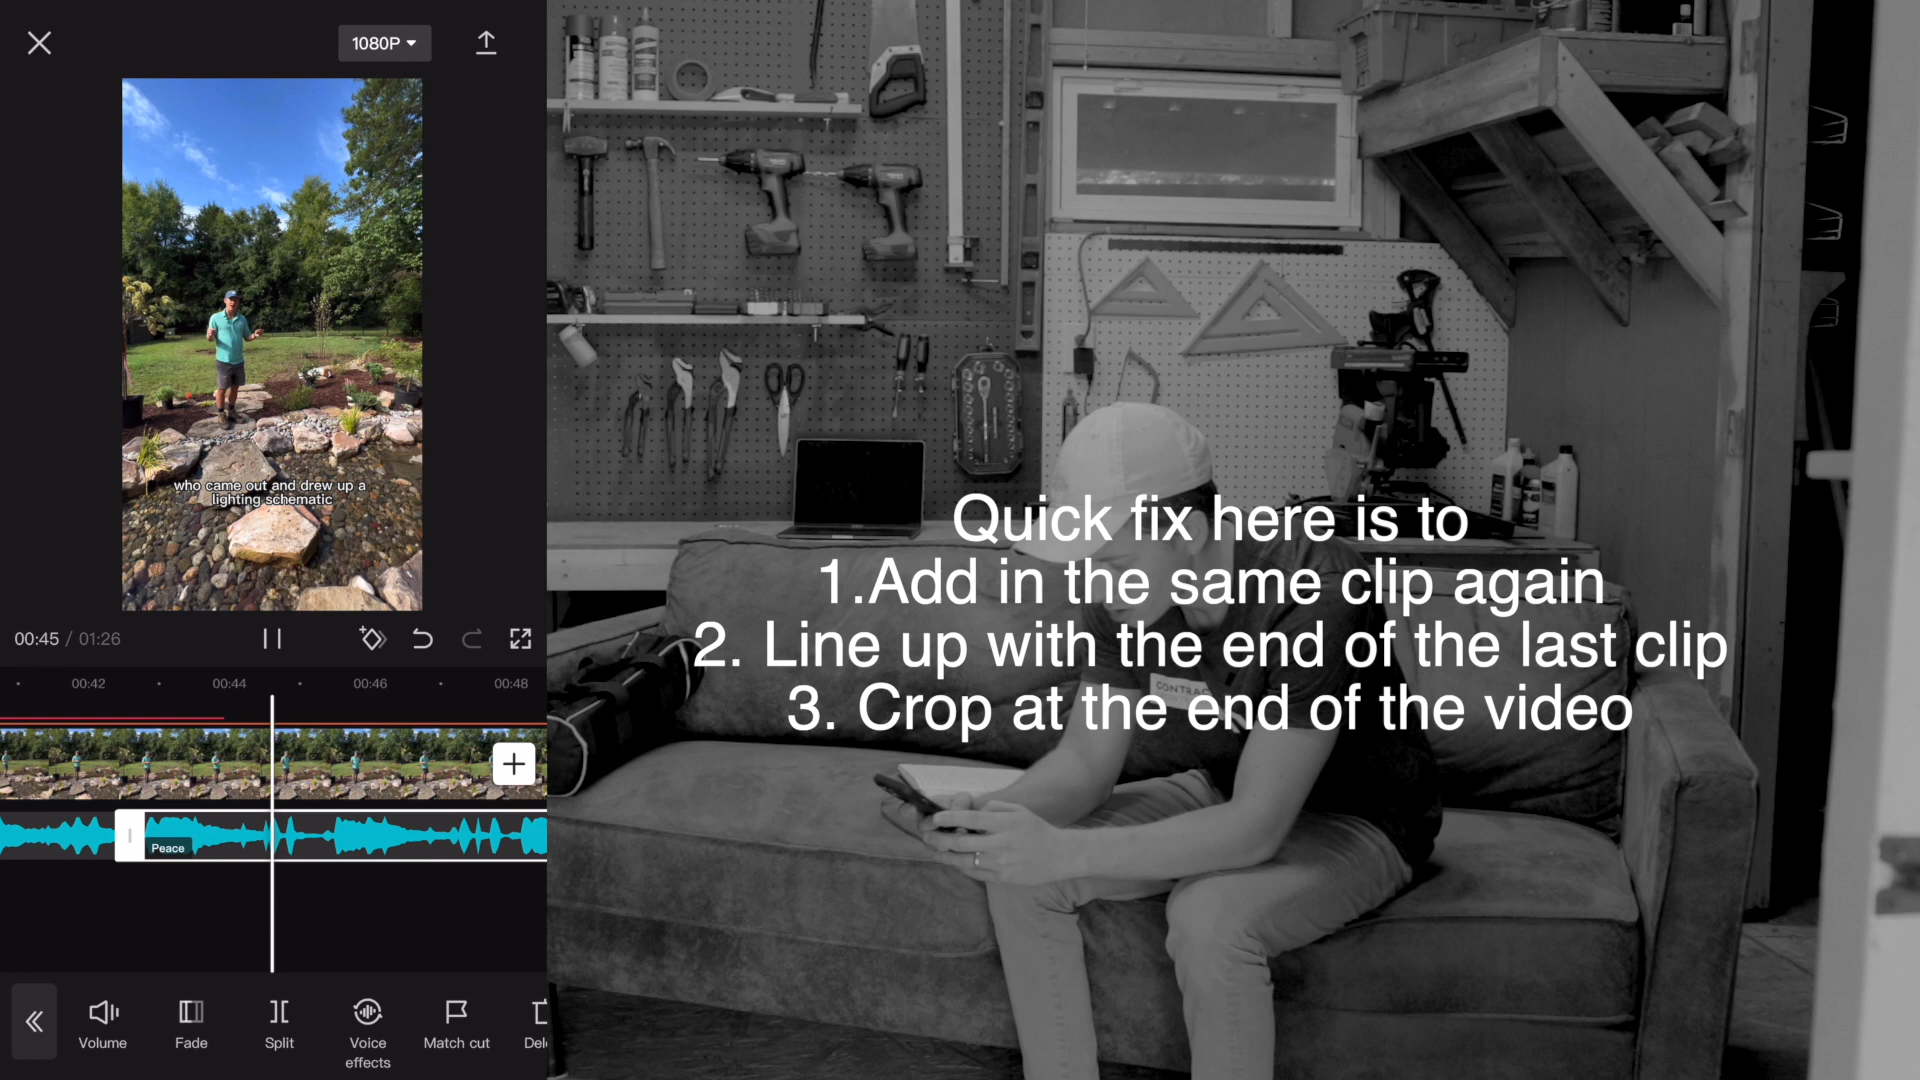 1080P
who came out and drew up a
lighting schematic
00:45 / 01:26
00:42
00:44
00:46
00:48
Peace
Volume
Fade
Split
Voice
effects
Match cut
Quick fix here is to
1.Add in the same clip again
2. Line up with the end of the last clip
3. Crop at the end of the video